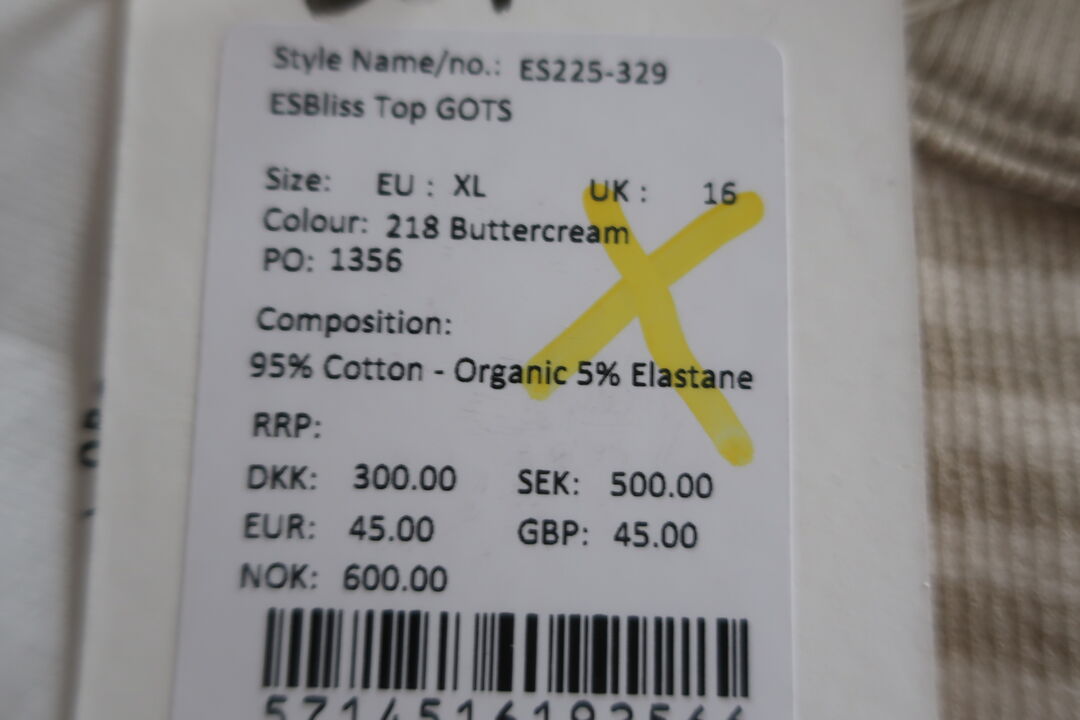 Style Name/no.: ES225-329
ESBliss Top GOTS
Size: EU : XL UK : 16
Colour: 218 Buttercream
PO: 1356
Composition:
95% Cotton - Organic 5% Elastane
RRP:
DKK: 300.00 SEK: 500.00
EUR: 45.00 GBP: 45.00
NOK: 600.00